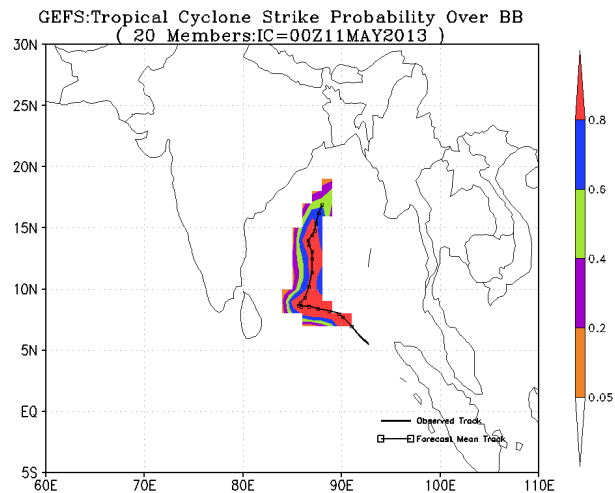 GEFS:Tropical Cyclone Strike Probability Over BB
( 20 Members:IC=00Z11MAY2013 )
30N
25N
20N
15N
10N
5N
EQ
5S
60E
70E
80E
90E
100E
110E
Observed Track
Forecast Mean Track
0.8
0.6
0.4
0.2
0.05